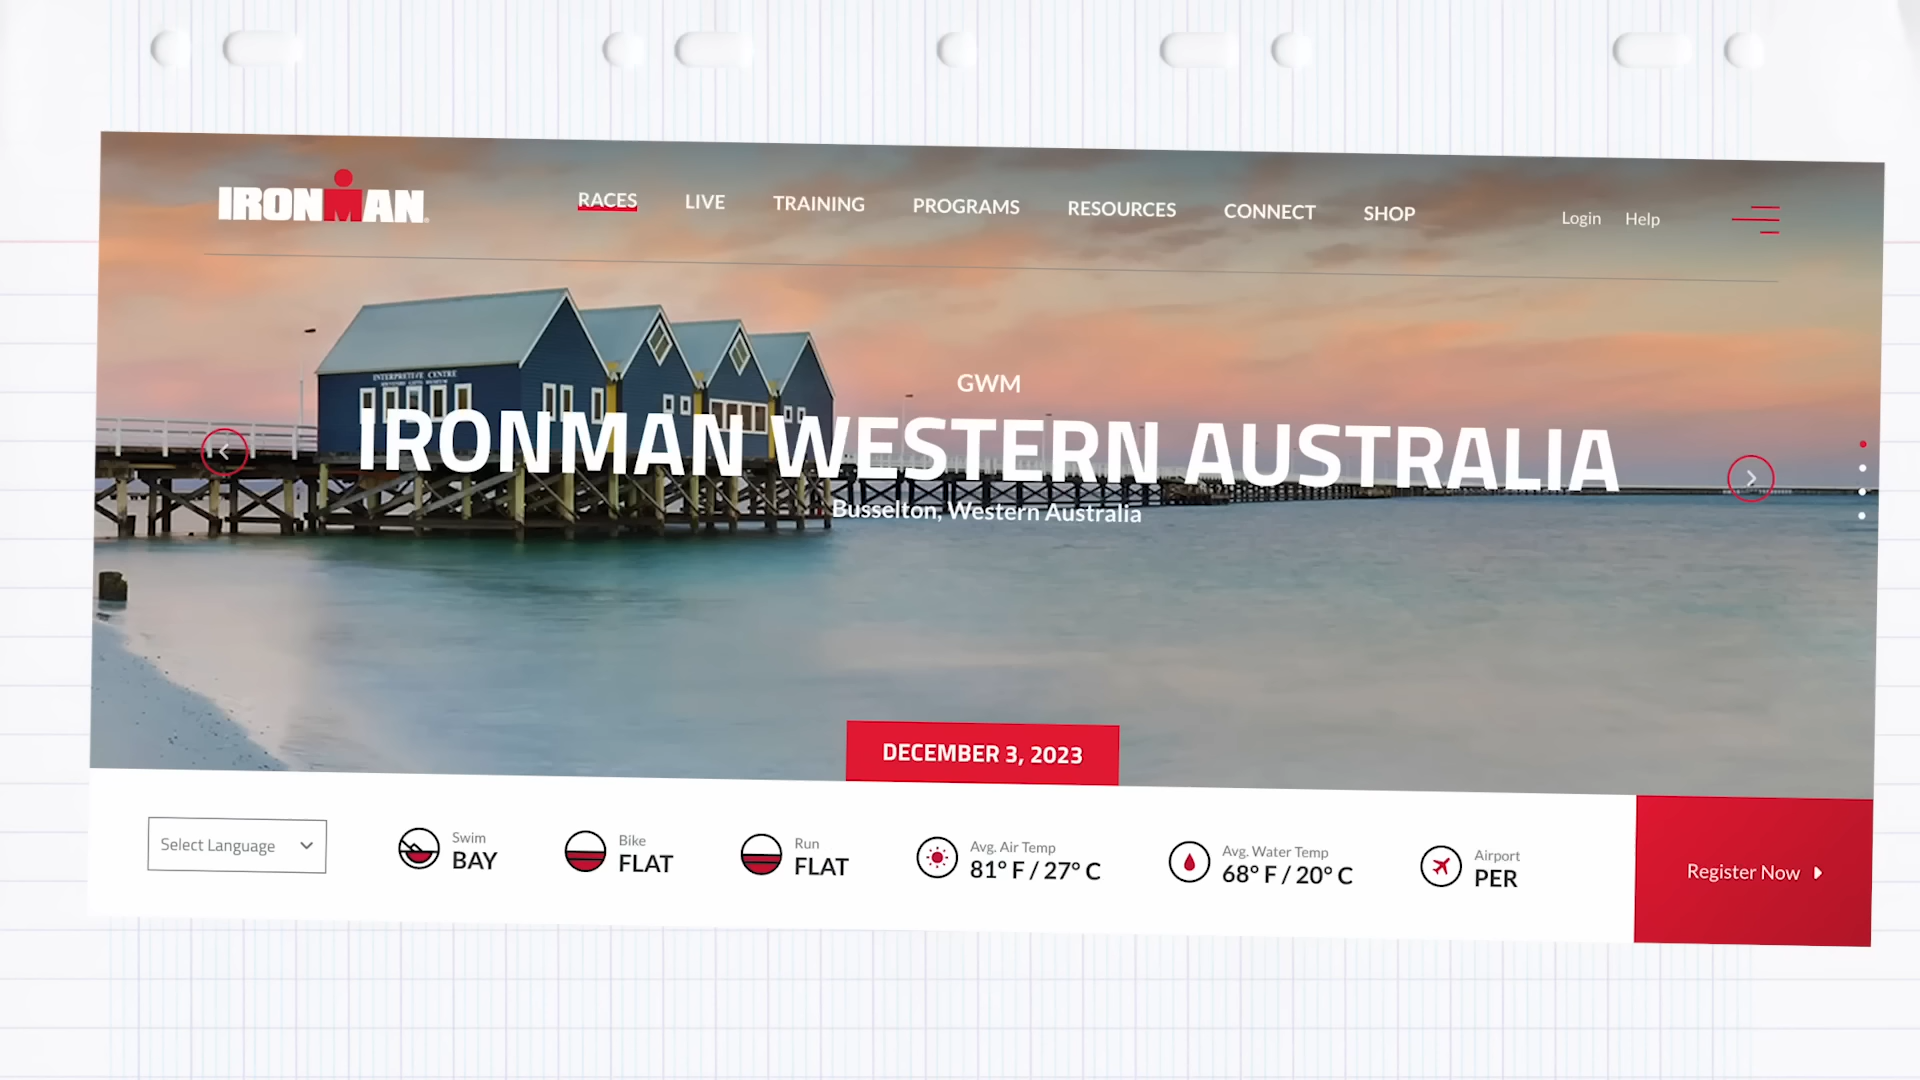 IRONMAN
RACES LIVE TRAINING PROGRAMS RESOURCES CONNECT SHOP
Login Help
INTERPRETIVE CENTRE
GWM
IRONMAN WESTERN AUSTRALIA
Busselton, Western Australia
DECEMBER 3, 2023
Select Language
Swim
BAY
Bike
FLAT
Run
FLAT
Avg. Air Temp
81° F / 27° C
Avg. Water Temp
68° F / 20° C
Airport
PER
Register Now